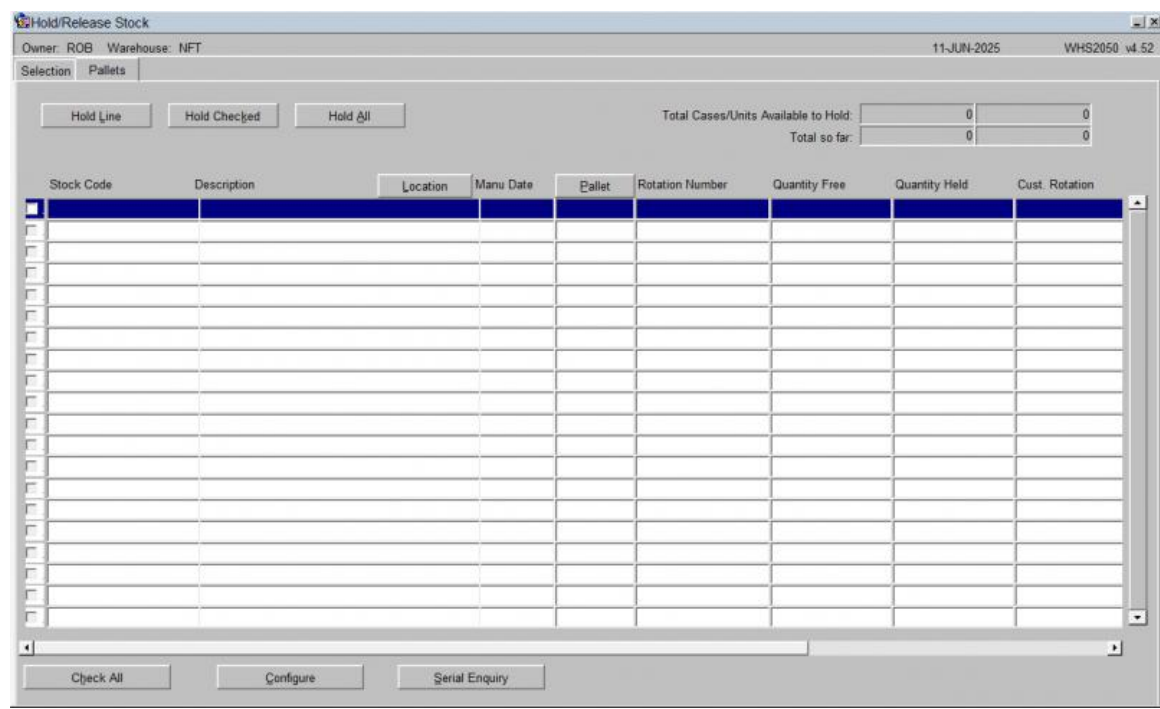 Hold/Release Stock
Owner: ROB Warehouse: NFT 11-JUN-2025 WHS2050 v4.52
Selection Pallets
Hold Line Hold Checked Hold All Total Cases/Units Available to Hold: 0 0
Total so far: 0 0
Stock Code Description Location Manu Date Pallet Rotation Number Quantity Free Quantity Held Cust. Rotation
Check All Configure Serial Enquiry